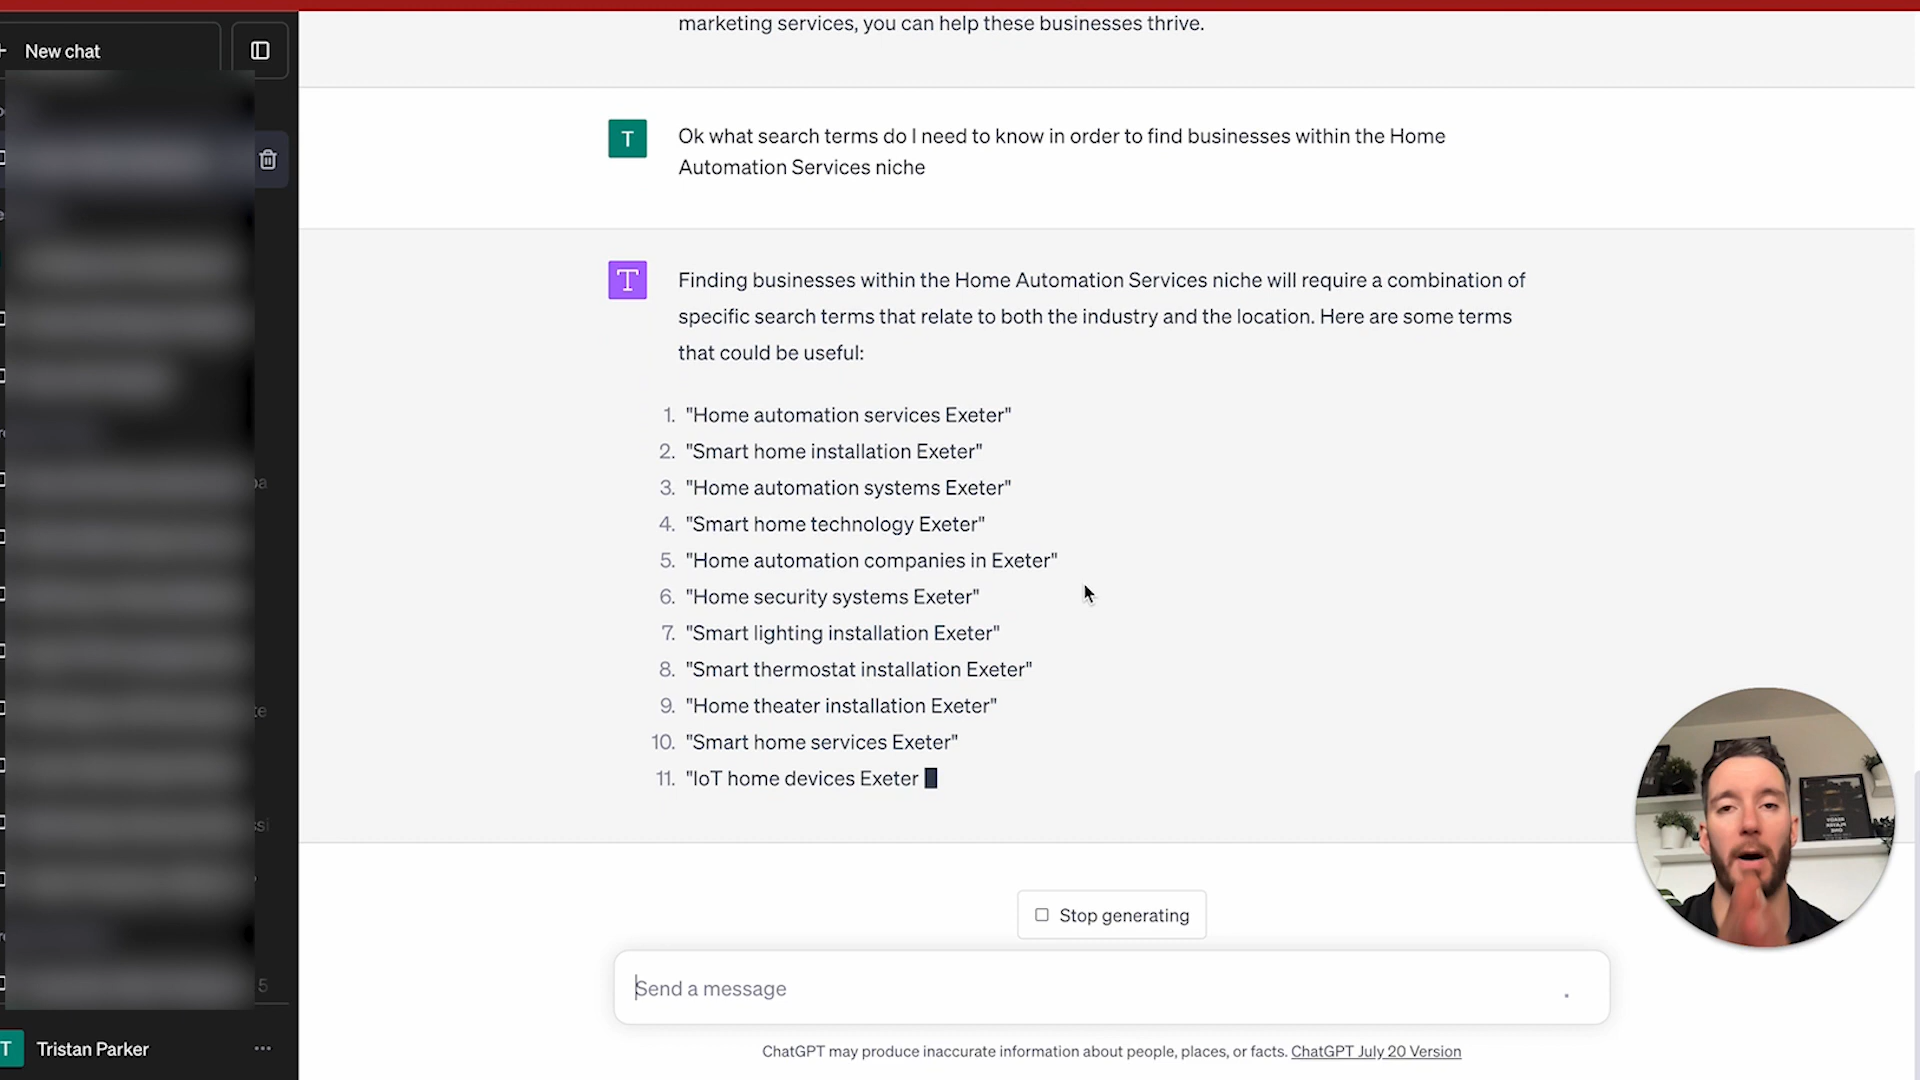 marketing services, you can help these businesses thrive.
New chat
T
Ok what search terms do I need to know in order to find businesses within the Home
Automation Services niche
T
Finding businesses within the Home Automation Services niche will require a combination of
specific search terms that relate to both the industry and the location. Here are some terms
that could be useful:
1. "Home automation services Exeter"
2. "Smart home installation Exeter"
3. "Home automation systems Exeter"
4. "Smart home technology Exeter"
5. "Home automation companies in Exeter"
6. "Home security systems Exeter"
7. "Smart lighting installation Exeter"
8. "Smart thermostat installation Exeter"
9. "Home theater installation Exeter"
10. "Smart home services Exeter"
11. "IoT home devices Exeter
Stop generating
Send a message
ChatGPT may produce inaccurate information about people, places, or facts. ChatGPT July 20 Version
T Tristan Parker